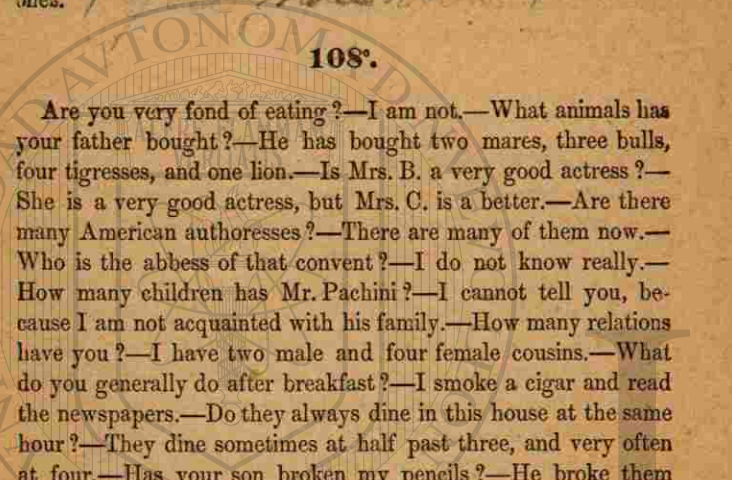 ones.
108ª.
Are you very fond of eating?—I am not.—What animals has
your father bought?—He has bought two mares, three bulls,
four tigresses, and one lion.—Is Mrs. B. a very good actress?—
She is a very good actress, but Mrs. C. is a better.—Are there
many American authoresses?—There are many of them now.—
Who is the abbess of that convent?—I do not know really.—
How many children has Mr. Pachini?—I cannot tell you, be-
cause I am not acquainted with his family.—How many relations
have you?—I have two male and four female cousins.—What
do you generally do after breakfast?—I smoke a cigar and read
the newspapers.—Do they always dine in this house at the same
hour?—They dine sometimes at half past three, and very often
at four.—Has your son broken my pencils?—He broke them